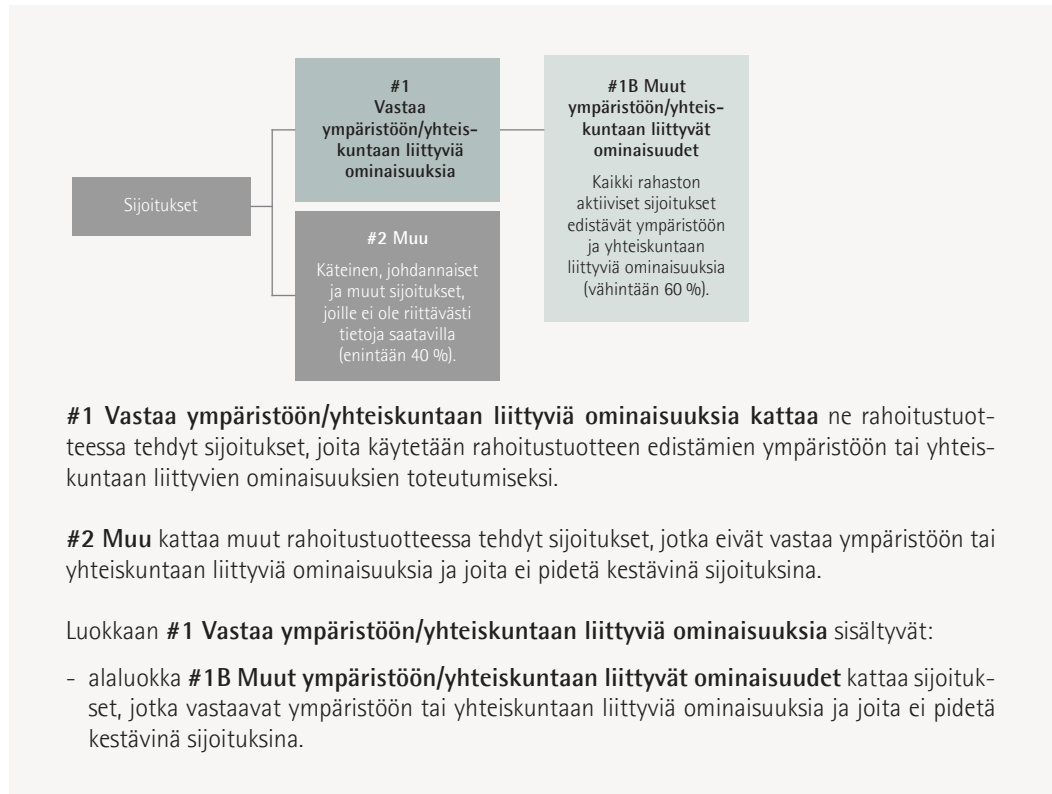 Sijoitukset
#1
Vastaa
ympäristöön/yhteis-
kuntaan liittyviä
ominaisuuksia
#2 Muu
Käteinen, johdannaiset
ja muut sijoitukset,
joille ei ole riittävästi
tietoja saatavilla
(enintään 40 %).
#1B Muut
ympäristöön/yhteis-
kuntaan liittyvät
ominaisuudet
Kaikki rahaston
aktiiviset sijoitukset
edistävät ympäristöön
ja yhteiskuntaan
liittyviä ominaisuuksia
(vähintään 60 %).
#1 Vastaa ympäristöön/yhteiskuntaan liittyviä ominaisuuksia kattaa ne rahoitustuot-
teessa tehdyt sijoitukset, joita käytetään rahoitustuotteen edistämien ympäristöön tai yhteis-
kuntaan liittyvien ominaisuuksien toteutumiseksi.
#2 Muu kattaa muut rahoitustuotteessa tehdyt sijoitukset, jotka eivät vastaa ympäristöön tai
yhteiskuntaan liittyviä ominaisuuksia ja joita ei pidetä kestävinä sijoituksina.
Luokkaan #1 Vastaa ympäristöön/yhteiskuntaan liittyviä ominaisuuksia sisältyvät:
- alaluokka #1B Muut ympäristöön/yhteiskuntaan liittyvät ominaisuudet kattaa sijoituk-
set, jotka vastaavat ympäristöön tai yhteiskuntaan liittyviä ominaisuuksia ja joita ei pidetä
kestävinä sijoituksina.